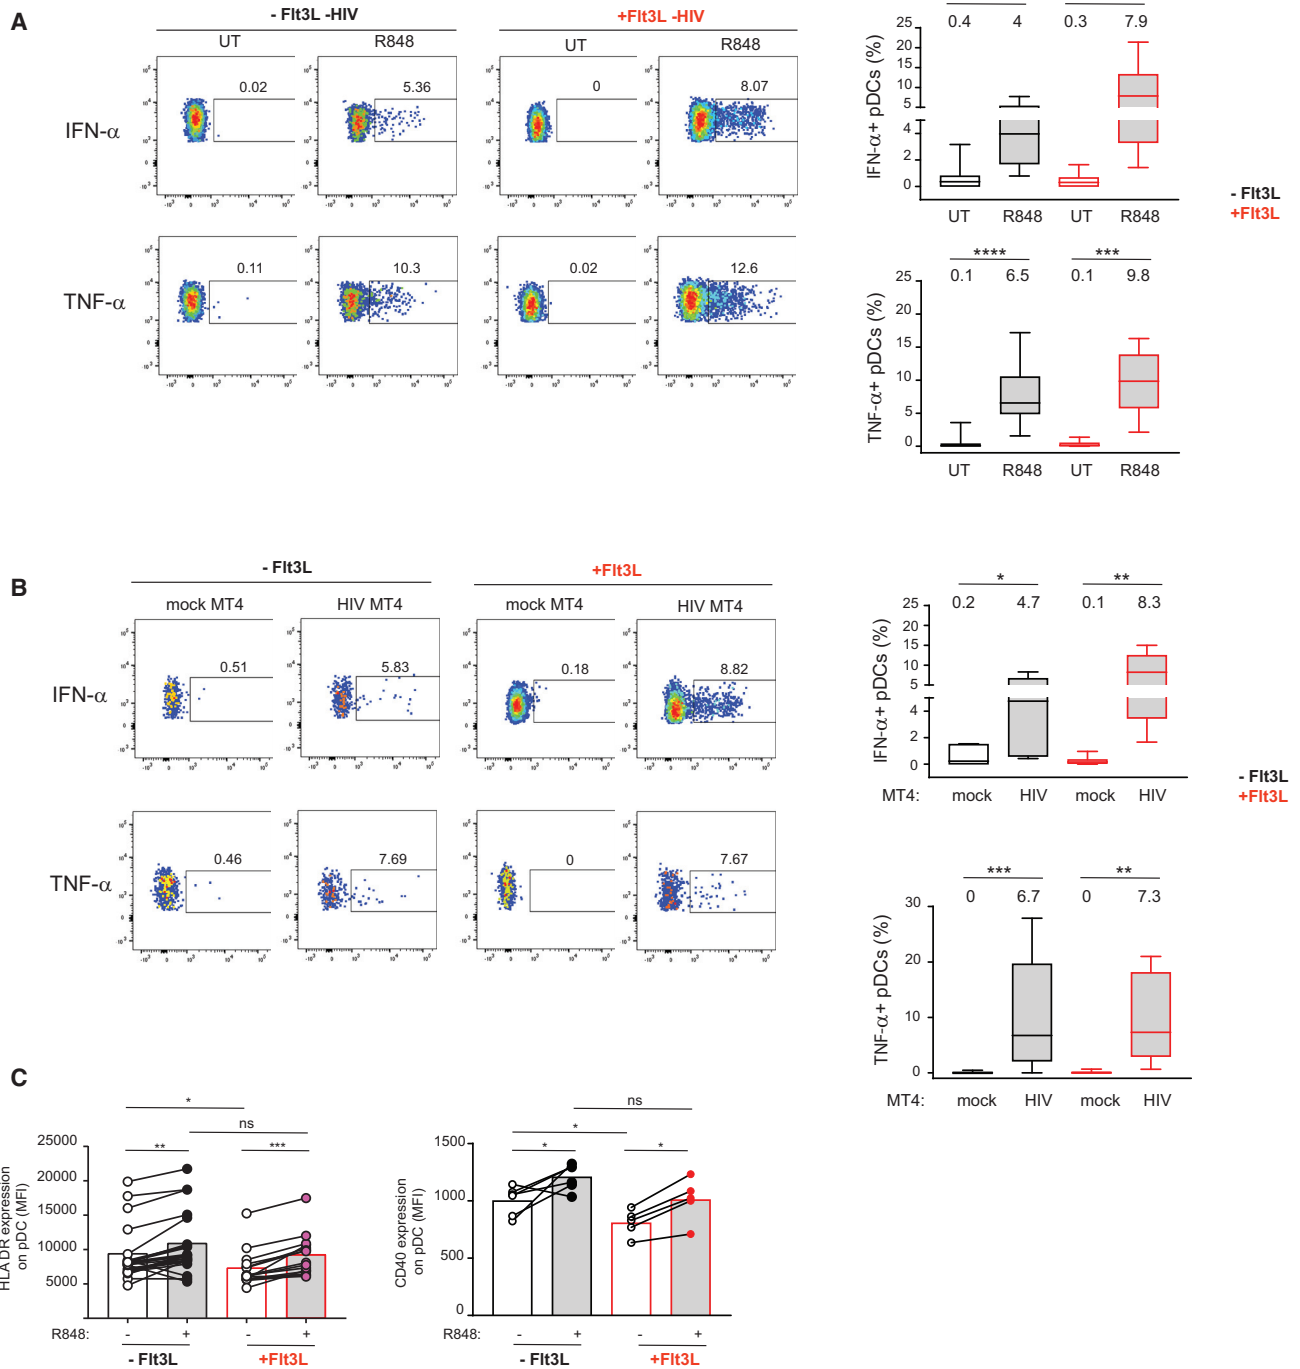 A
- Flt3L -HIV
+Flt3L -HIV
UT
R848
UT
R848
IFN-α
0.02
5.36
0
8.07
TNF-α
0.11
10.3
0.02
12.6
0.4
4
0.3
7.9
IFN-α+ pDCs (%)
25
20
15
10
5
4
2
0
UT
R848
UT
R848
- Flt3L
+Flt3L
****
***
0.1
6.5
0.1
9.8
TNF-α+ pDCs (%)
25
20
15
10
5
0
UT
R848
UT
R848
B
- Flt3L
+Flt3L
mock MT4
HIV MT4
mock MT4
HIV MT4
IFN-α
0.51
5.83
0.18
8.82
TNF-α
0.46
7.69
0
7.67
*
**
0.2
4.7
0.1
8.3
IFN-α+ pDCs (%)
25
20
15
10
5
4
2
0
MT4:
mock
HIV
mock
HIV
- Flt3L
+Flt3L
***
**
0
6.7
0
7.3
TNF-α+ pDCs (%)
30
20
10
0
MT4:
mock
HIV
mock
HIV
C
*
ns
**
***
HLA DR expression
on pDC (MFI)
25000
20000
15000
10000
5000
R848:
-
+
-
+
- Flt3L
+Flt3L
ns
*
*
*
CD40 expression
on pDC (MFI)
1500
1000
500
0
R848:
-
+
-
+
- Flt3L
+Flt3L